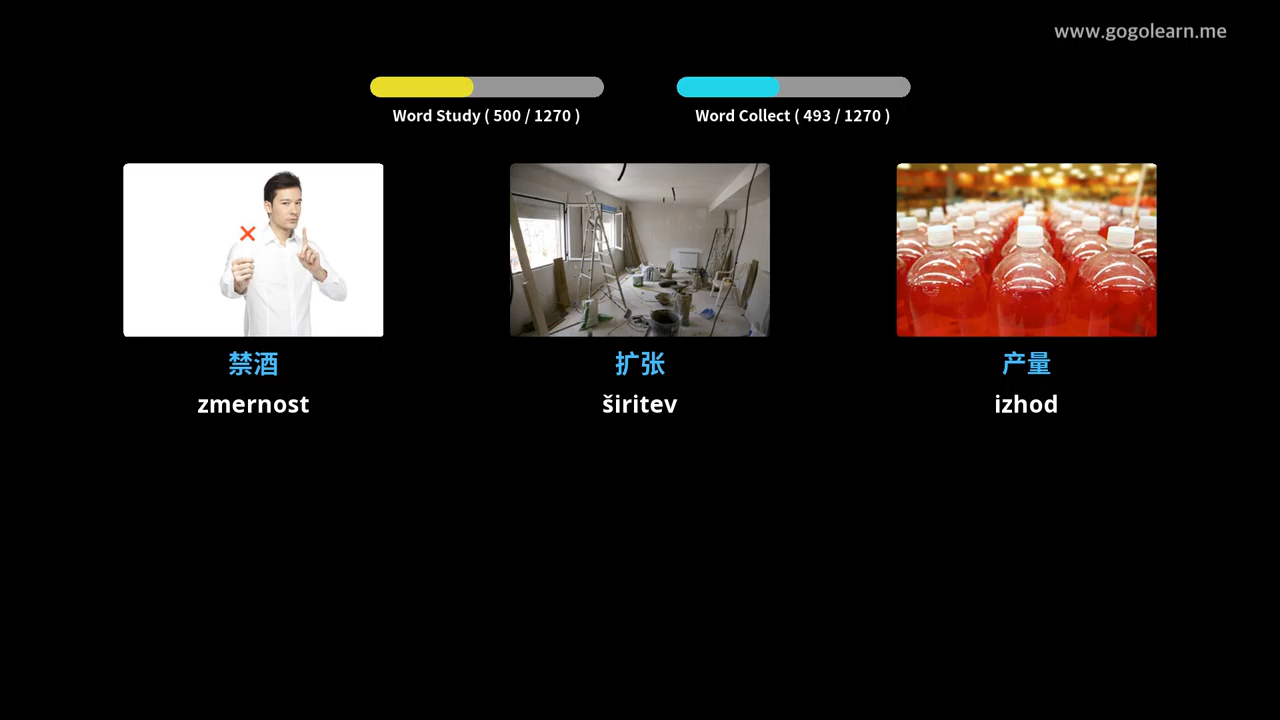 www.gogolearn.me
Word Study ( 500 / 1270 )
Word Collect ( 493 / 1270 )
禁酒
扩张
产量
zmernost
širitev
izhod